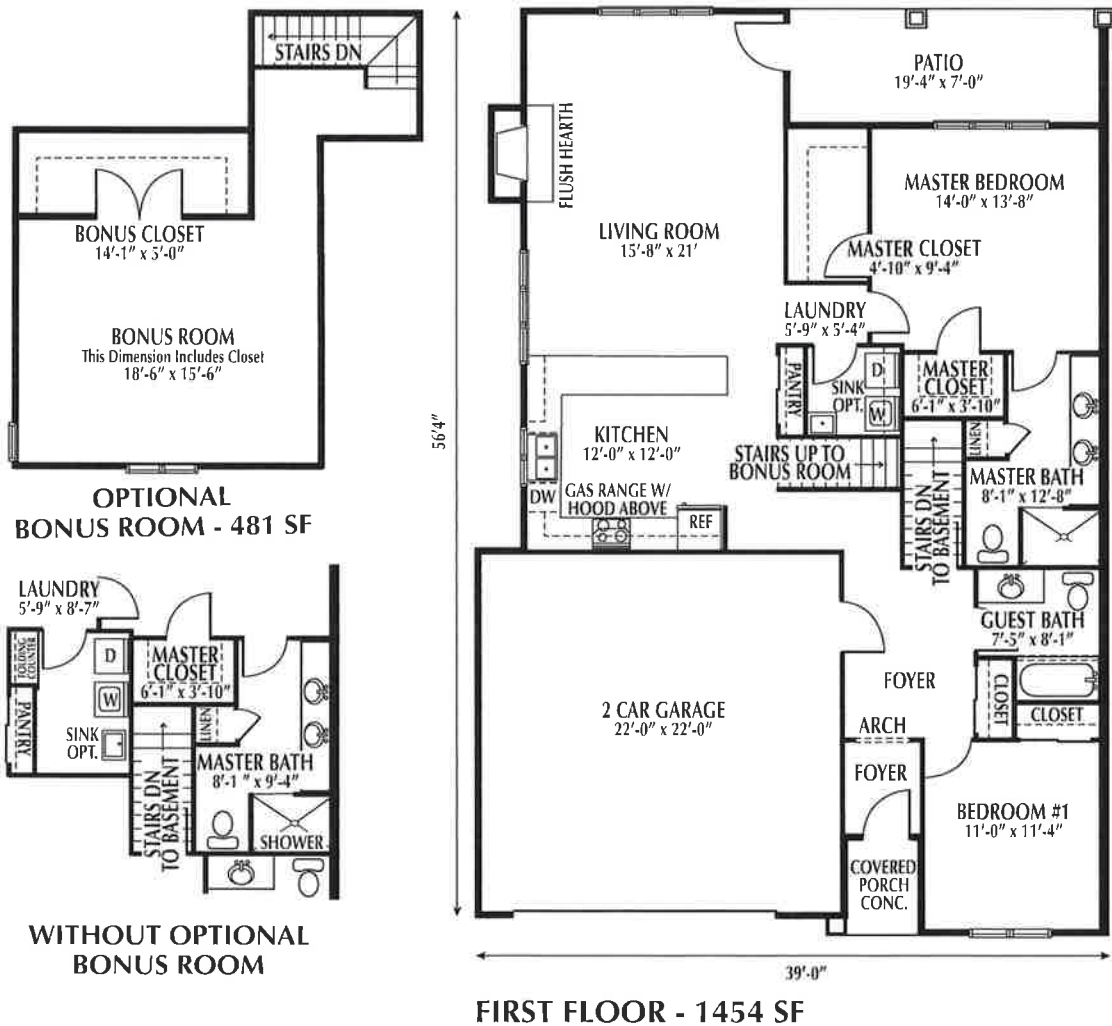 STAIRS DN
BONUS CLOSET
14'-1" x 5'-0"
BONUS ROOM
This Dimension Includes Closet
18'-6" x 15'-6"
OPTIONAL
BONUS ROOM - 481 SF
LAUNDRY
5'-9" x 8'-7"
FOLDING
COUNTER
PANTRY
D
W
SINK
OPT.
MASTER
CLOSET
6'-1" x 3'-10"
LINEN
MASTER BATH
8'-1" x 9'-4"
STAIRS DN
TO BASEMENT
SHOWER
WITHOUT OPTIONAL
BONUS ROOM
56'4"
PATIO
19'-4" x 7'-0"
FLUSH HEARTH
LIVING ROOM
15'-8" x 21'
MASTER BEDROOM
14'-0" x 13'-8"
MASTER CLOSET
4'-10" x 9'-4"
LAUNDRY
5'-9" x 5'-4"
PANTRY
D
SINK
OPT.
W
MASTER
CLOSET
6'-1" x 3'-10"
KITCHEN
12'-0" x 12'-0"
DW
GAS RANGE W/
HOOD ABOVE
REF
STAIRS UP TO
BONUS ROOM
STAIRS DN
TO BASEMENT
LINEN
MASTER BATH
8'-1" x 12'-8"
GUEST BATH
7'-5" x 8'-1"
2 CAR GARAGE
22'-0" x 22'-0"
FOYER
CLOSET
CLOSET
ARCH
FOYER
BEDROOM #1
11'-0" x 11'-4"
COVERED
PORCH
CONC.
39'-0"
FIRST FLOOR - 1454 SF